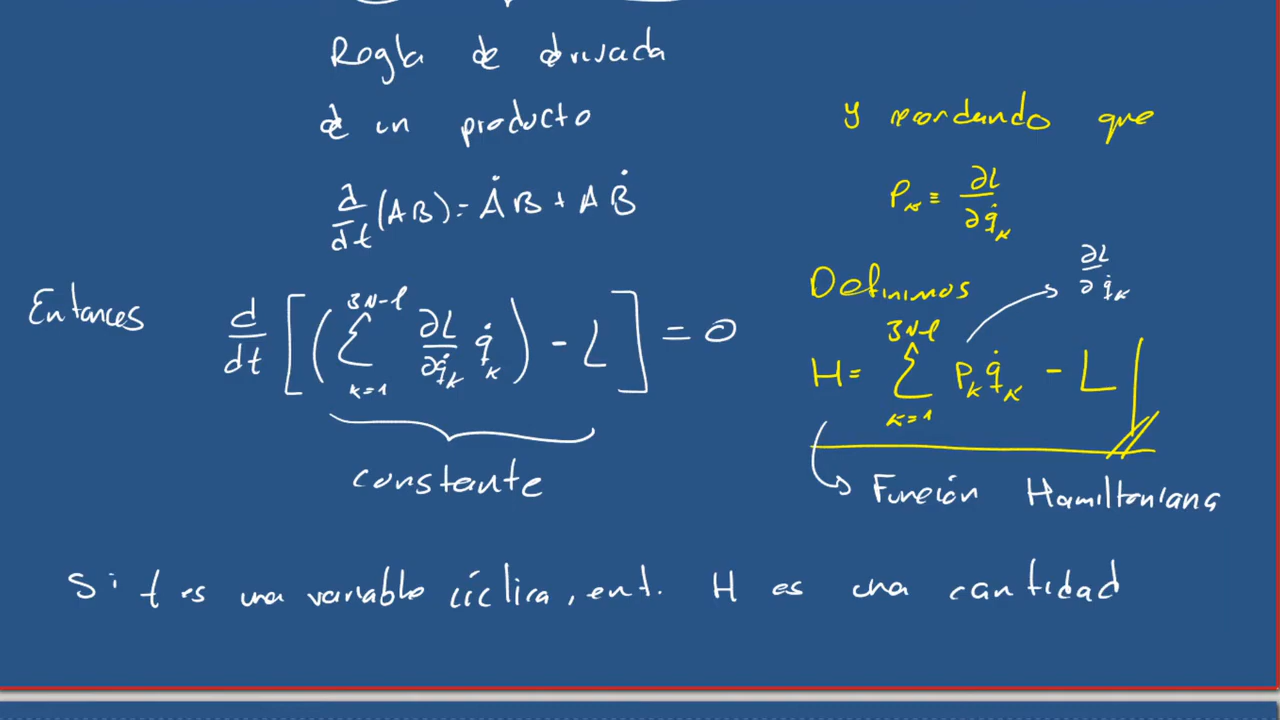 Regla de derivada
de un producto
d/dt (AB) = ȦB + AḂ
Entonces d/dt [ ( Σ_{k=1}^{3N-l} ∂L/∂q̇_k q̇_k ) - L ] = 0
constante
y recordando que
P_k ≡ ∂L/∂q̇_k
Definimos
∂L/∂q̇_k
H = Σ_{k=1}^{3N-l} P_k q̇_k - L
Función Hamiltoniana
Si t es una variable cíclica, ent. H es una cantidad